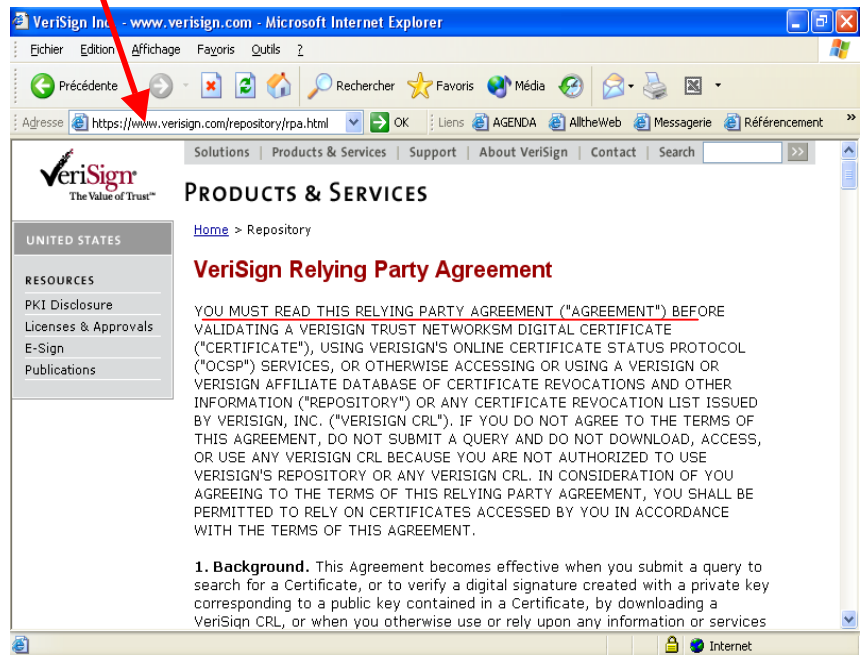 VeriSign Inc. - www.verisign.com - Microsoft Internet Explorer
Fichier Edition Affichage Favoris Outils ?
Précédente Rechercher Favoris Média
Adresse https://www.verisign.com/repository/rpa.html OK Liens AGENDA AlltheWeb Messagerie Référencement »
Solutions | Products & Services | Support | About VeriSign | Contact | Search >>
VeriSign®
The Value of Trust™
PRODUCTS & SERVICES
Home > Repository
UNITED STATES
RESOURCES
PKI Disclosure
Licenses & Approvals
E-Sign
Publications
VeriSign Relying Party Agreement
YOU MUST READ THIS RELYING PARTY AGREEMENT ("AGREEMENT") BEFORE
VALIDATING A VERISIGN TRUST NETWORKSM DIGITAL CERTIFICATE
("CERTIFICATE"), USING VERISIGN'S ONLINE CERTIFICATE STATUS PROTOCOL
("OCSP") SERVICES, OR OTHERWISE ACCESSING OR USING A VERISIGN OR
VERISIGN AFFILIATE DATABASE OF CERTIFICATE REVOCATIONS AND OTHER
INFORMATION ("REPOSITORY") OR ANY CERTIFICATE REVOCATION LIST ISSUED
BY VERISIGN, INC. ("VERISIGN CRL"). IF YOU DO NOT AGREE TO THE TERMS OF
THIS AGREEMENT, DO NOT SUBMIT A QUERY AND DO NOT DOWNLOAD, ACCESS,
OR USE ANY VERISIGN CRL BECAUSE YOU ARE NOT AUTHORIZED TO USE
VERISIGN'S REPOSITORY OR ANY VERISIGN CRL. IN CONSIDERATION OF YOU
AGREEING TO THE TERMS OF THIS RELYING PARTY AGREEMENT, YOU SHALL BE
PERMITTED TO RELY ON CERTIFICATES ACCESSED BY YOU IN ACCORDANCE
WITH THE TERMS OF THIS AGREEMENT.
1. Background. This Agreement becomes effective when you submit a query to
search for a Certificate, or to verify a digital signature created with a private key
corresponding to a public key contained in a Certificate, by downloading a
VeriSign CRL, or when you otherwise use or rely upon any information or services
Internet